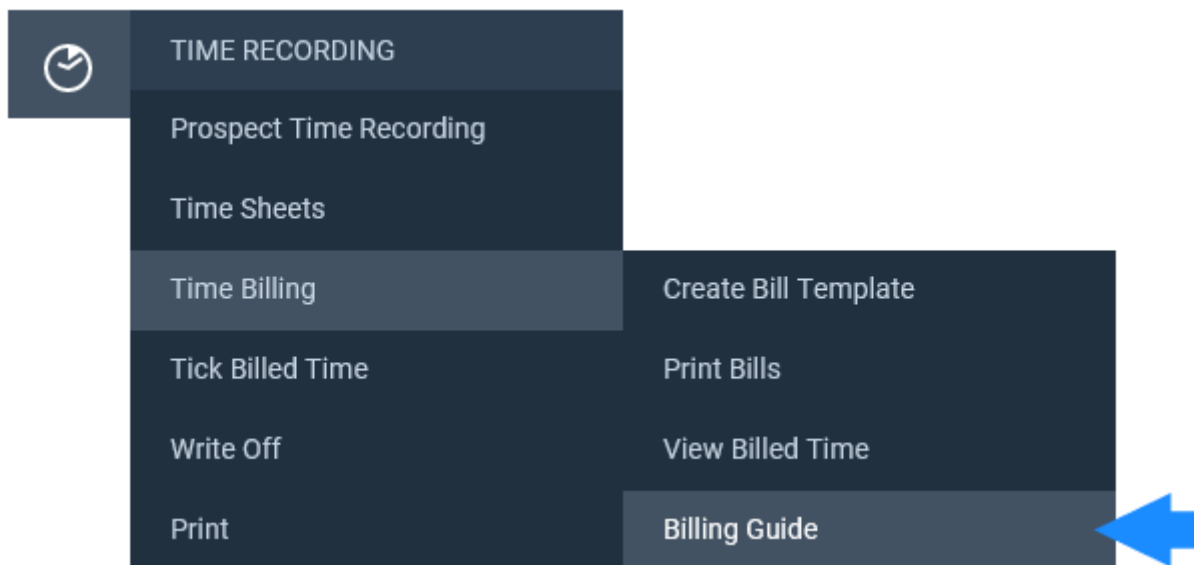 TIME RECORDING
Prospect Time Recording
Time Sheets
Time Billing
Tick Billed Time
Write Off
Print
Create Bill Template
Print Bills
View Billed Time
Billing Guide